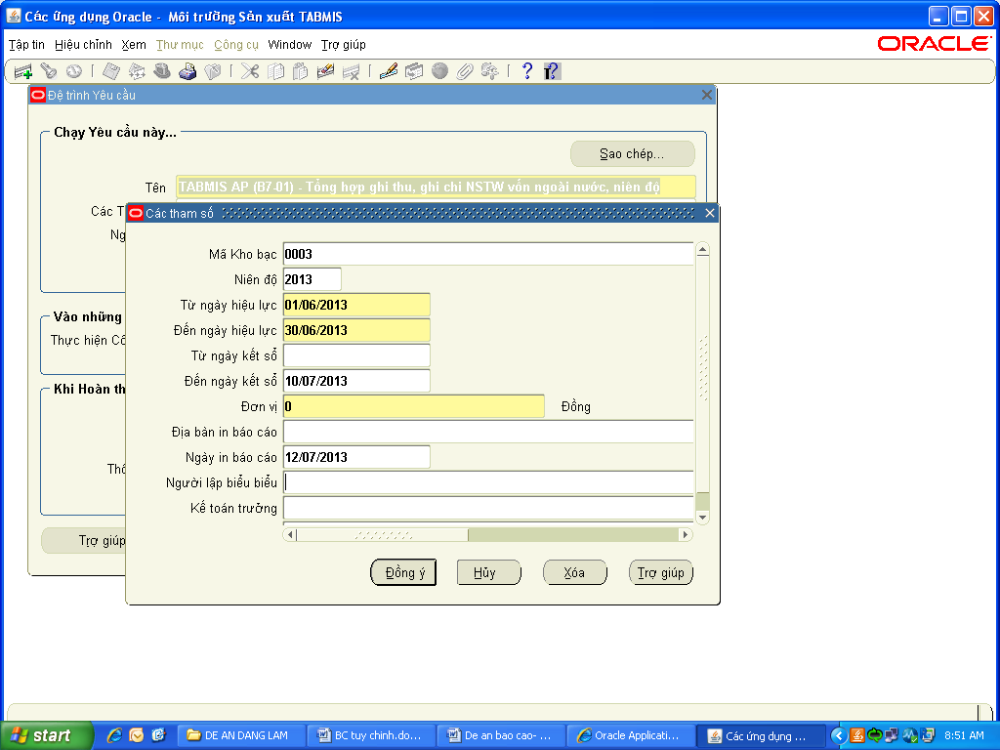 Các ứng dụng Oracle - Môi trường Sản xuất TABMIS
Tập tin Hiệu chỉnh Xem Thư mục Công cụ Window Trợ giúp
ORACLE
Đệ trình Yêu cầu
Chạy Yêu cầu này...
Sao chép...
Tên TABMIS AP (B7-01) - Tổng hợp ghi thu, ghi chi NSTW vốn ngoài nước, niên độ
Các T
Các tham số
Ng
Mã Kho bạc 0003
Niên độ 2013
Từ ngày hiệu lực 01/06/2013
Vào những
Đến ngày hiệu lực 30/06/2013
Thực hiện Cô
Từ ngày kết sổ
Đến ngày kết sổ 10/07/2013
Khi Hoàn th
Đơn vị 0 Đồng
Địa bàn in báo cáo
Ngày in báo cáo 12/07/2013
Thô
Người lập biểu biểu
Kế toán trưởng
Trợ giúp
Đồng ý Hủy Xóa Trợ giúp
start DE AN DANG LAM BC tuy chinh.do... De an bao cao- ... Oracle Applicati... Các ứng dụng ... 8:51 AM